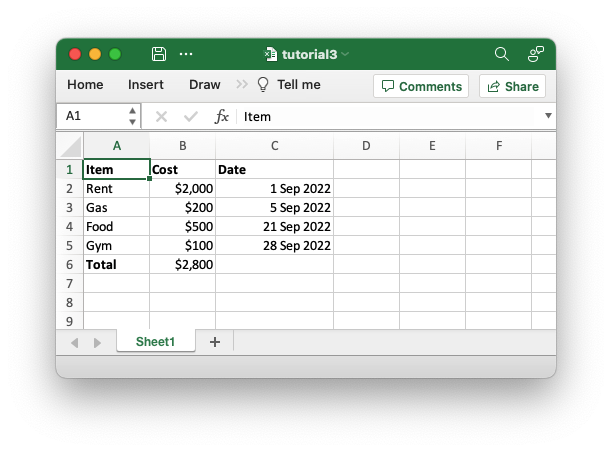 tutorial3
Home Insert Draw Tell me Comments Share
A1 fx Item
A B C D E F
1 Item Cost Date
2 Rent $2,000 1 Sep 2022
3 Gas $200 5 Sep 2022
4 Food $500 21 Sep 2022
5 Gym $100 28 Sep 2022
6 Total $2,800
7
8
9
Sheet1